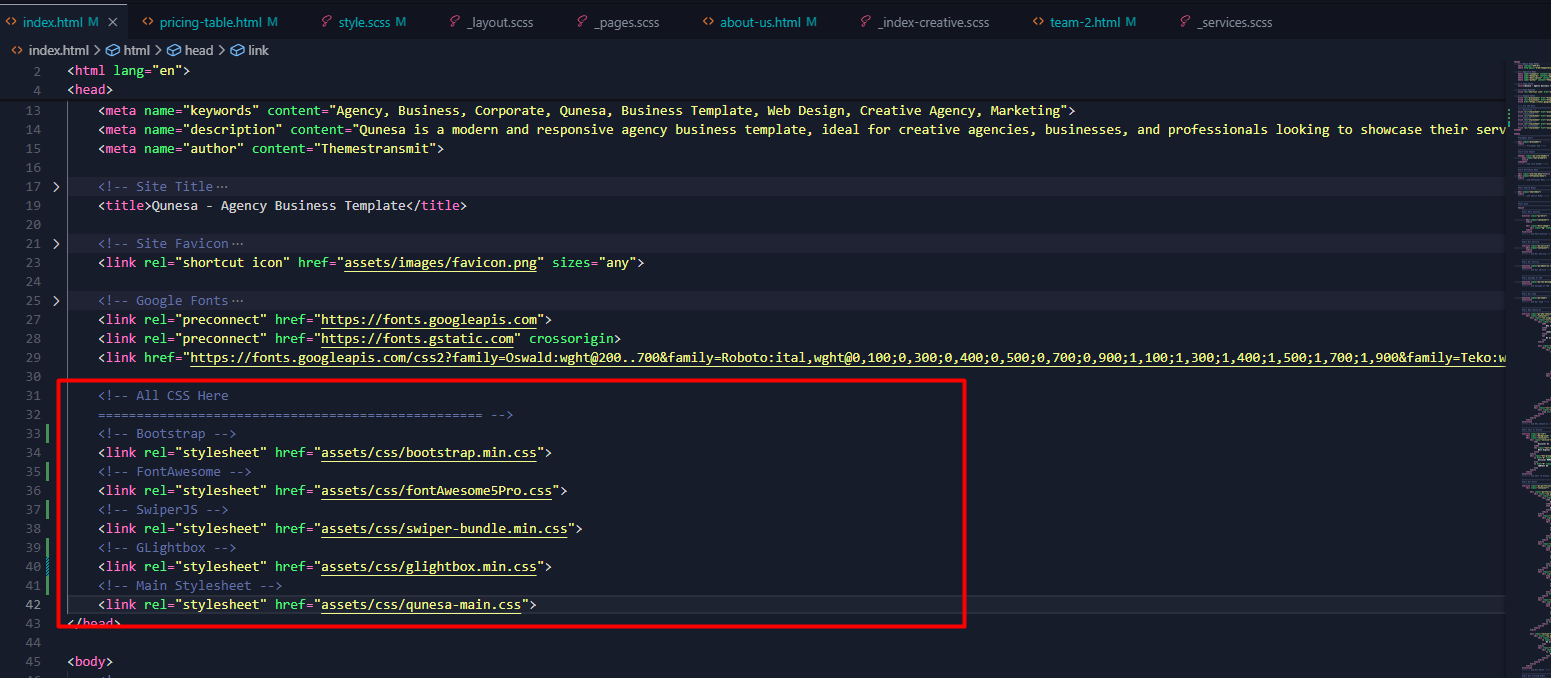 index.html M
pricing-table.html M
style.scss M
_layout.scss
_pages.scss
about-us.html M
_index-creative.scss
team-2.html M
_services.scss
index.html > html > head > link
2 <html lang="en">
4 <head>
13 <meta name="keywords" content="Agency, Business, Corporate, Qunesa, Business Template, Web Design, Creative Agency, Marketing">
14 <meta name="description" content="Qunesa is a modern and responsive agency business template, ideal for creative agencies, businesses, and professionals looking to showcase their serv
15 <meta name="author" content="Themestransmit">
16
17 <!-- Site Title…
19 <title>Qunesa - Agency Business Template</title>
20
21 <!-- Site Favicon…
23 <link rel="shortcut icon" href="assets/images/favicon.png" sizes="any">
24
25 <!-- Google Fonts…
27 <link rel="preconnect" href="https://fonts.googleapis.com">
28 <link rel="preconnect" href="https://fonts.gstatic.com" crossorigin>
29 <link href="https://fonts.googleapis.com/css2?family=Oswald:wght@200..700&family=Roboto:ital,wght@0,100;0,300;0,400;0,500;0,700;0,900;1,100;1,300;1,400;1,500;1,700;1,900&family=Teko:w
30
31 <!-- All CSS Here
32 ================================================== -->
33 <!-- Bootstrap -->
34 <link rel="stylesheet" href="assets/css/bootstrap.min.css">
35 <!-- FontAwesome -->
36 <link rel="stylesheet" href="assets/css/fontAwesome5Pro.css">
37 <!-- SwiperJS -->
38 <link rel="stylesheet" href="assets/css/swiper-bundle.min.css">
39 <!-- GLightbox -->
40 <link rel="stylesheet" href="assets/css/glightbox.min.css">
41 <!-- Main Stylesheet -->
42 <link rel="stylesheet" href="assets/css/qunesa-main.css">
43 </head>
44
45 <body>